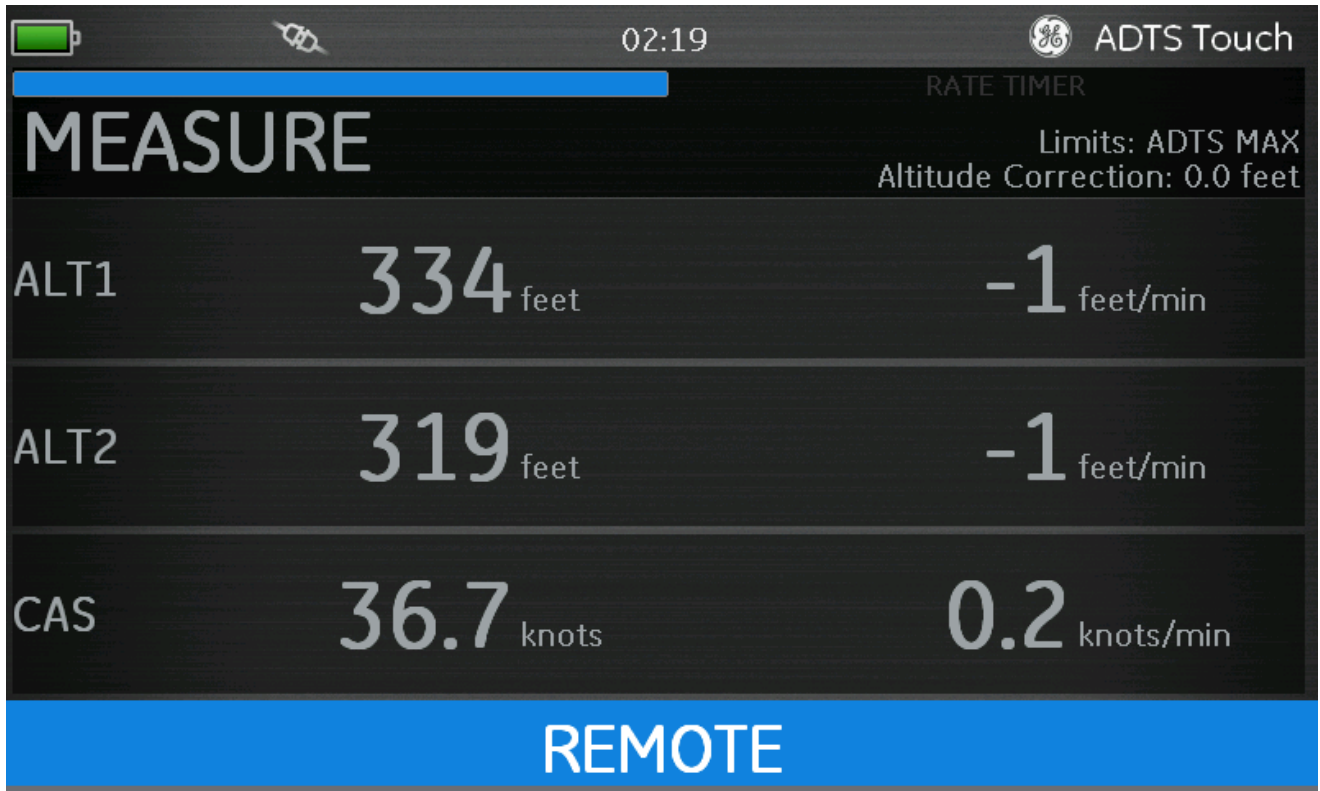 02:19 ADTS Touch
RATE TIMER
MEASURE
Limits: ADTS MAX
Altitude Correction: 0.0 feet
ALT1 334 feet -1 feet/min
ALT2 319 feet -1 feet/min
CAS 36.7 knots 0.2 knots/min
REMOTE